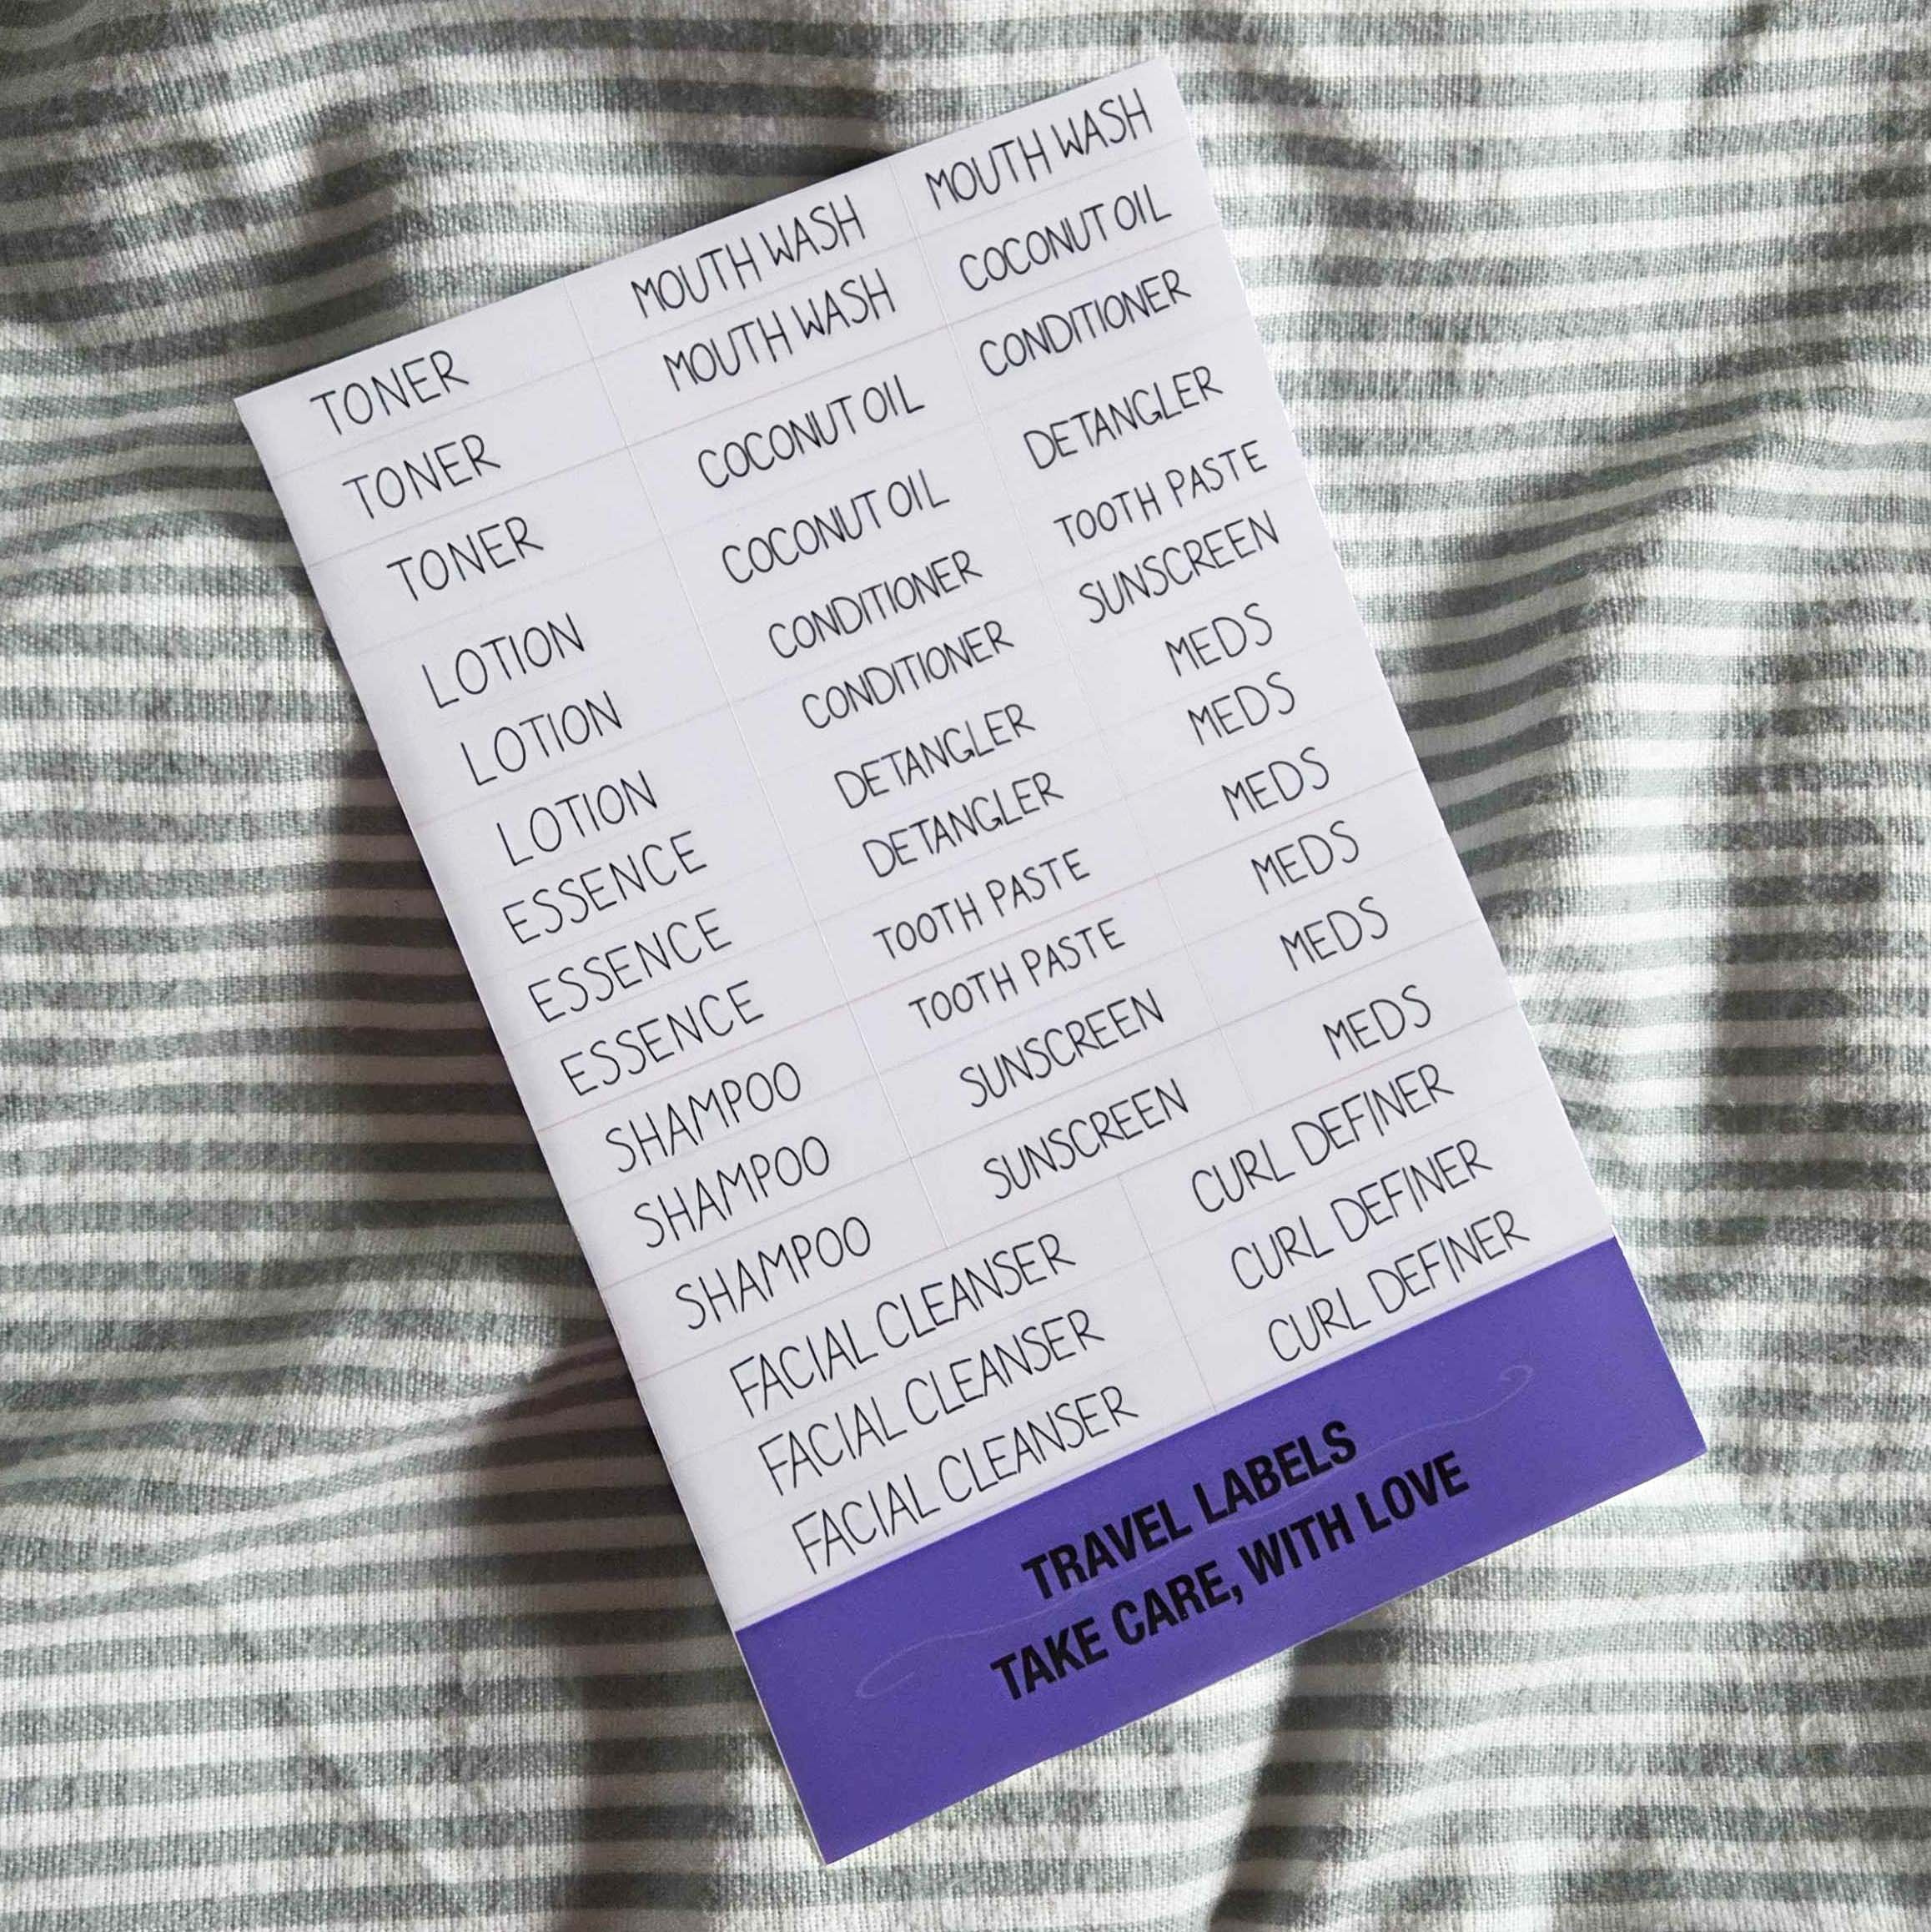 TONER
TONER
TONER
LOTION
LOTION
LOTION
ESSENCE
ESSENCE
ESSENCE
SHAMPOO
SHAMPOO
SHAMPOO
MOUTH WASH
MOUTH WASH
COCONUT OIL
COCONUT OIL
CONDITIONER
CONDITIONER
DETANGLER
DETANGLER
TOOTH PASTE
TOOTH PASTE
SUNSCREEN
SUNSCREEN
MOUTH WASH
COCONUT OIL
CONDITIONER
DETANGLER
TOOTH PASTE
SUNSCREEN
MEDS
MEDS
MEDS
MEDS
MEDS
MEDS
FACIAL CLEANSER
FACIAL CLEANSER
FACIAL CLEANSER
CURL DEFINER
CURL DEFINER
CURL DEFINER
TRAVEL LABELS
TAKE CARE, WITH LOVE